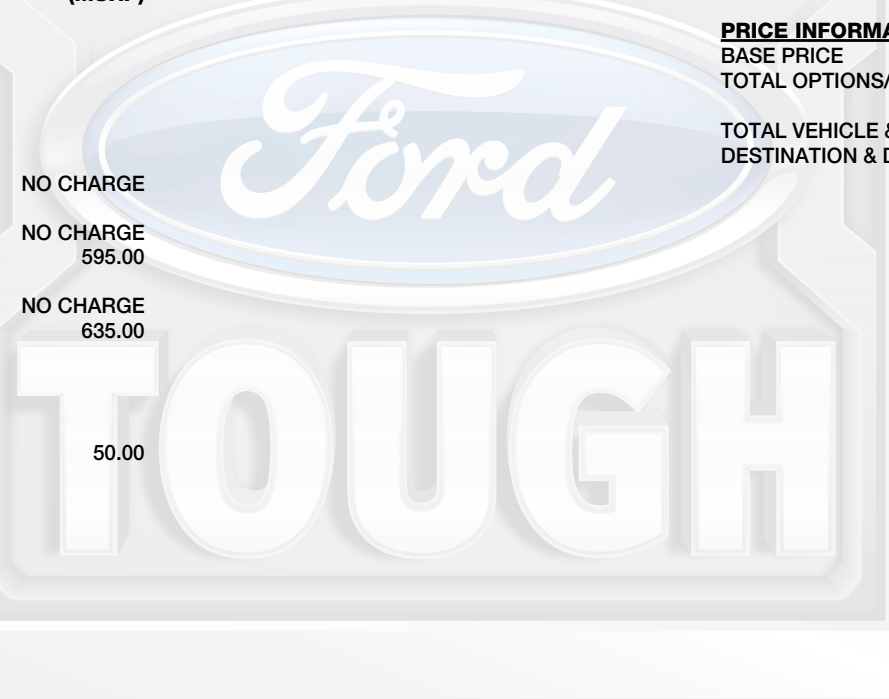 PRICE INFORMA
BASE PRICE
TOTAL OPTIONS/
TOTAL VEHICLE &
DESTINATION & D
NO CHARGE
NO CHARGE
595.00
NO CHARGE
635.00
50.00
Ford
TOUGH